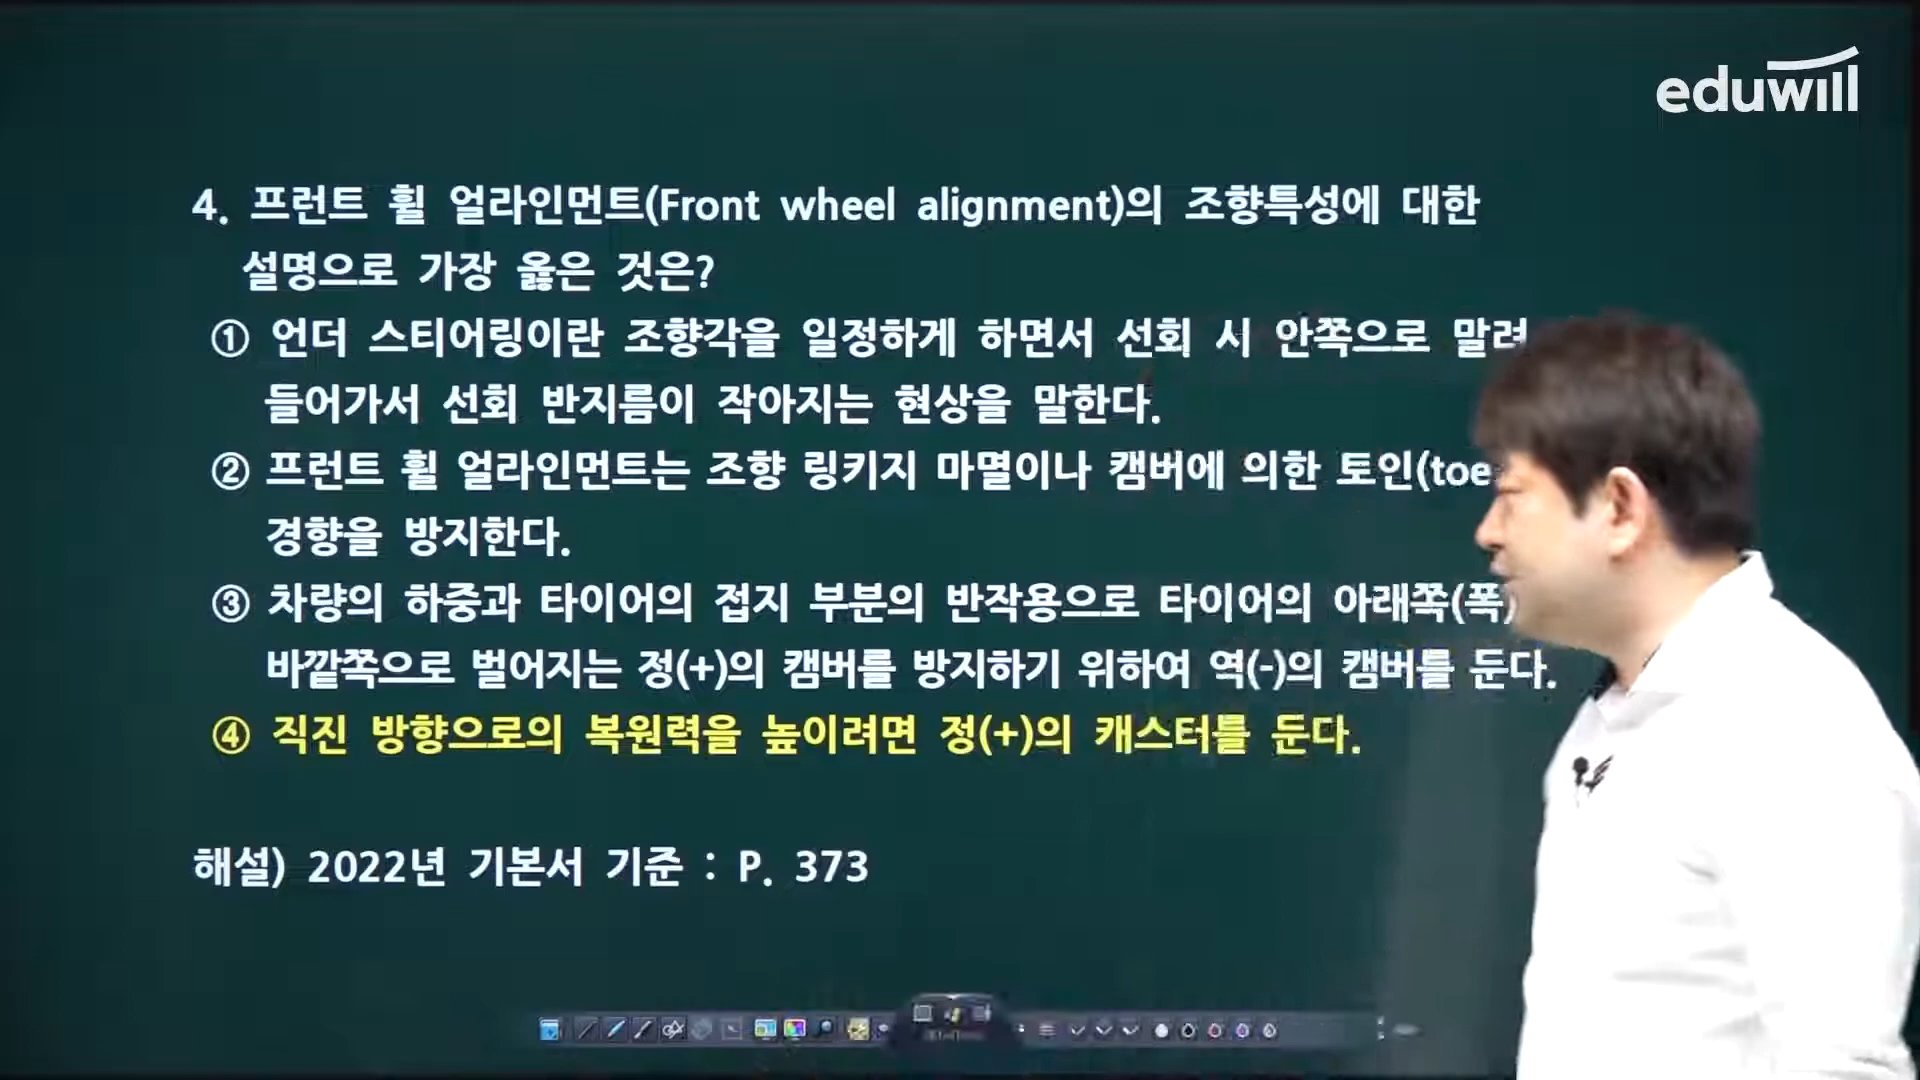 eduwill
4. 프런트 휠 얼라인먼트(Front wheel alignment)의 조향특성에 대한
설명으로 가장 옳은 것은?
① 언더 스티어링이란 조향각을 일정하게 하면서 선회 시 안쪽으로 말려
들어가서 선회 반지름이 작아지는 현상을 말한다.
② 프런트 휠 얼라인먼트는 조향 링키지 마멸이나 캠버에 의한 토인(toe
경향을 방지한다.
③ 차량의 하중과 타이어의 접지 부분의 반작용으로 타이어의 아래쪽(폭)
바깥쪽으로 벌어지는 정(+)의 캠버를 방지하기 위하여 역(-)의 캠버를 둔다.
④ 직진 방향으로의 복원력을 높이려면 정(+)의 캐스터를 둔다.
해설) 2022년 기본서 기준 : P. 373